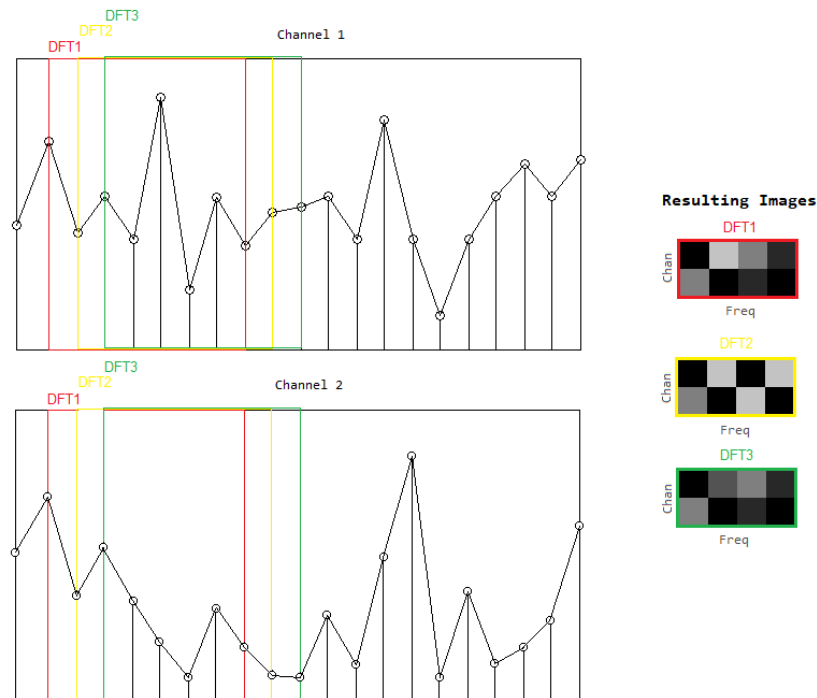 DFT3
DFT2
DFT1
Channel 1
DFT3
DFT2
DFT1
Channel 2
Resulting Images
DFT1
Chan
Freq
DFT2
Chan
Freq
DFT3
Chan
Freq